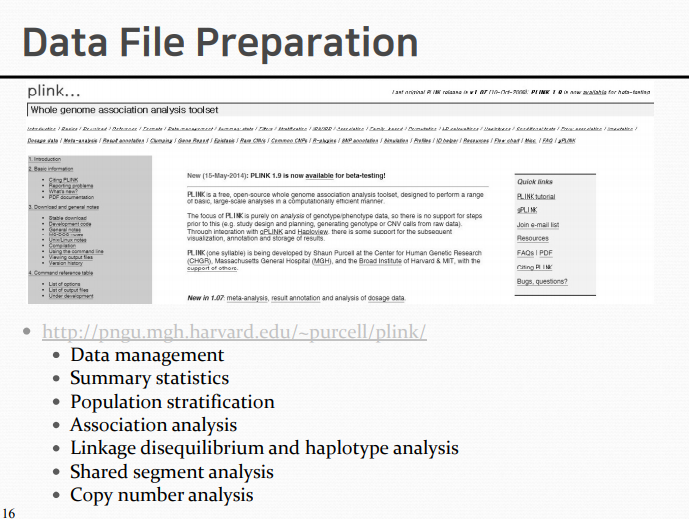 Data File Preparation
plink...
Last original PLINK release is v1.07 (10-Oct-2009); PLINK 1.9 is now available for beta-testing
Whole genome association analysis toolset
Introduction | Basics | Download | Reference | Formats | Data management | Summary stats | Filters | Stratification | IBS/IBD | Association | Family-based | Permutation | LD calculations | Haplotypes | Conditional tests | Proxy association | Imputation |
Dosage data | Meta-analysis | Result annotation | Clumping | Gene Report | Epistasis | Rare CNVs | Common CNPs | R-plugins | SNP annotation | Simulation | Profiles | ID helper | Resources | Flow chart | Misc. | FAQ | gPLINK
1. Introduction
2. Basic information
Citing PLINK
Reporting problems
What's new?
PDF documentation
3. Download and general notes
Stable download
Development code
General notes
MS-DOS notes
Unix/Linux notes
Compilation
Using the command line
Viewing output files
Version history
4. Command reference table
List of options
List of output files
Under development
New (15-May-2014): PLINK 1.9 is now available for beta-testing!
PLINK is a free, open-source whole genome association analysis toolset, designed to perform a range
of basic, large-scale analyses in a computationally efficient manner.
The focus of PLINK is purely on analysis of genotype/phenotype data, so there is no support for steps
prior to this (e.g. study design and planning, generating genotype or CNV calls from raw data).
Through integration with gPLINK and Haploview, there is some support for the subsequent
visualization, annotation and storage of results.
PLINK (one syllable) is being developed by Shaun Purcell at the Center for Human Genetic Research
(CHGR), Massachusetts General Hospital (MGH), and the Broad Institute of Harvard & MIT, with the
support of others.
New in 1.07: meta-analysis, result annotation and analysis of dosage data.
Quick links
PLINK tutorial
gPLINK
Join e-mail list
Resources
FAQs | PDF
Citing PLINK
Bugs, questions?
http://pngu.mgh.harvard.edu/~purcell/plink/
Data management
Summary statistics
Population stratification
Association analysis
Linkage disequilibrium and haplotype analysis
Shared segment analysis
Copy number analysis
16